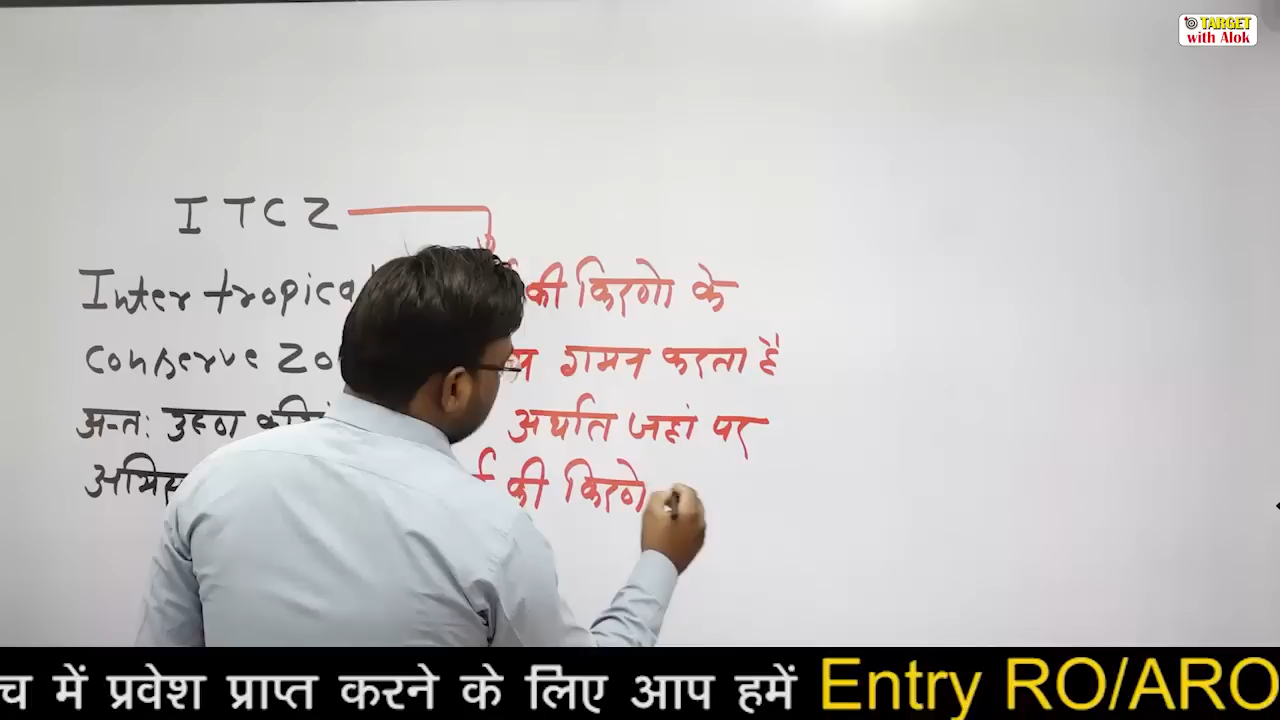 TARGET
with Alok
ITCZ
Inter tropica
conserve Zo
अन्त: उष्ण
की किरणो के
गमन करता है
अर्थात जहां पर
की किरणे
च में प्रवेश प्राप्त करने के लिए आप हमें Entry RO/ARO